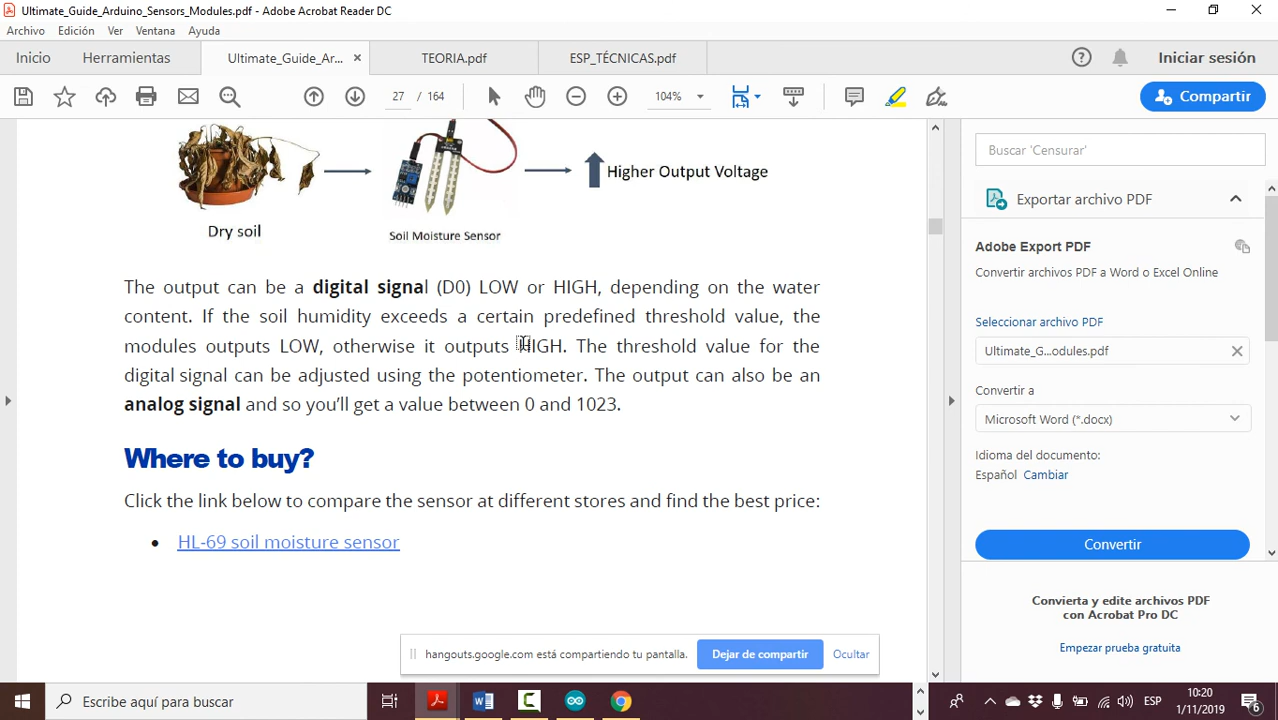 Ultimate_Guide_Arduino_Sensors_Modules.pdf - Adobe Acrobat Reader DC
Archivo Edición Ver Ventana Ayuda
Inicio Herramientas Ultimate_Guide_Ar... TEORIA.pdf ESP_TÉCNICAS.pdf Iniciar sesión
27 / 164 104% Compartir
Buscar 'Censurar'
Higher Output Voltage
Dry soil
Soil Moisture Sensor
The output can be a digital signal (D0) LOW or HIGH, depending on the water
content. If the soil humidity exceeds a certain predefined threshold value, the
modules outputs LOW, otherwise it outputs HIGH. The threshold value for the
digital signal can be adjusted using the potentiometer. The output can also be an
analog signal and so you'll get a value between 0 and 1023.
Where to buy?
Click the link below to compare the sensor at different stores and find the best price:
• HL-69 soil moisture sensor
Exportar archivo PDF
Adobe Export PDF
Convertir archivos PDF a Word o Excel Online
Seleccionar archivo PDF
Ultimate_G...odules.pdf
Convertir a
Microsoft Word (*.docx)
Idioma del documento:
Español Cambiar
Convertir
Convierta y edite archivos PDF
con Acrobat Pro DC
Empezar prueba gratuita
hangouts.google.com está compartiendo tu pantalla. Dejar de compartir Ocultar
Escribe aquí para buscar
ESP
10:20
1/11/2019
6